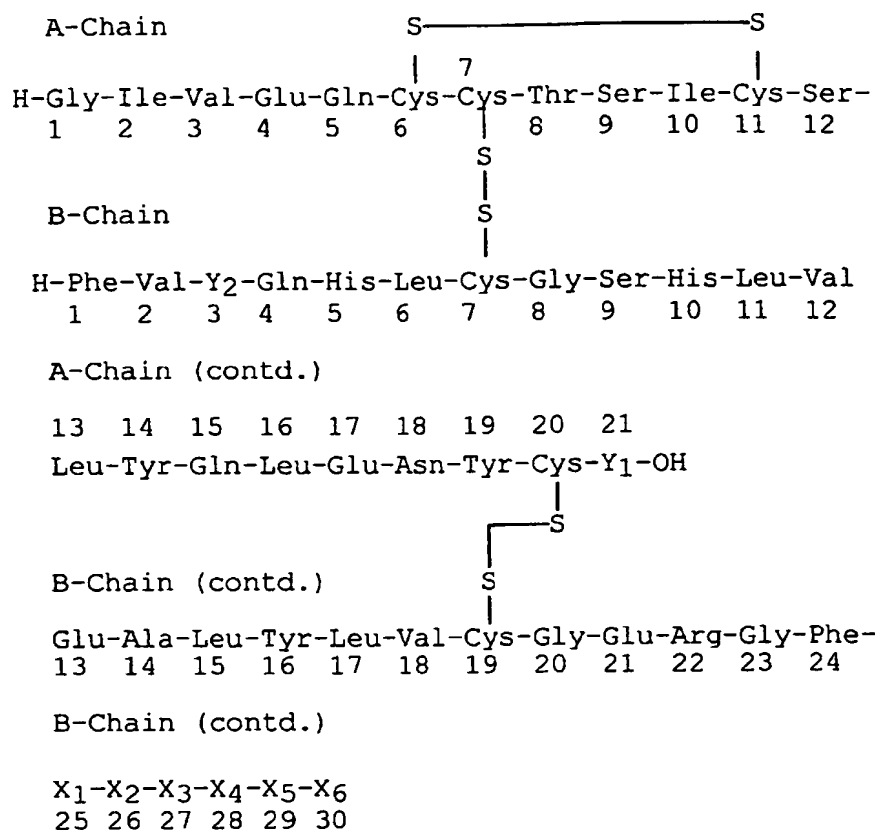 A-Chain S S
7
H-Gly-Ile-Val-Glu-Gln-Cys-Cys-Thr-Ser-Ile-Cys-Ser-
1 2 3 4 5 6 8 9 10 11 12
S
B-Chain S
H-Phe-Val-Y2-Gln-His-Leu-Cys-Gly-Ser-His-Leu-Val
1 2 3 4 5 6 7 8 9 10 11 12
A-Chain (contd.)
13 14 15 16 17 18 19 20 21
Leu-Tyr-Gln-Leu-Glu-Asn-Tyr-Cys-Y1-OH
S
B-Chain (contd.) S
Glu-Ala-Leu-Tyr-Leu-Val-Cys-Gly-Glu-Arg-Gly-Phe-
13 14 15 16 17 18 19 20 21 22 23 24
B-Chain (contd.)
X1-X2-X3-X4-X5-X6
25 26 27 28 29 30